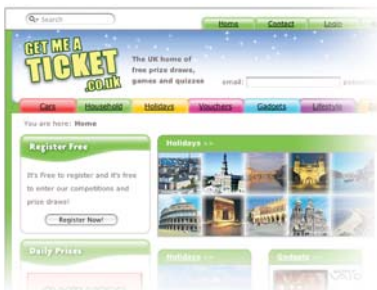 Search
Home Contact Login
GET ME A
TICKET
.CO.UK
The UK home of
free prize draws,
games and quizzes
email:
Cars Household Holidays Vouchers Gadgets Lifestyle
You are here: Home
Register Free
Holidays >>
It's Free to register and it's free
to enter our competitions and
prize draws!
Register Now!
Daily Prizes
Holidays >> Gadgets >>